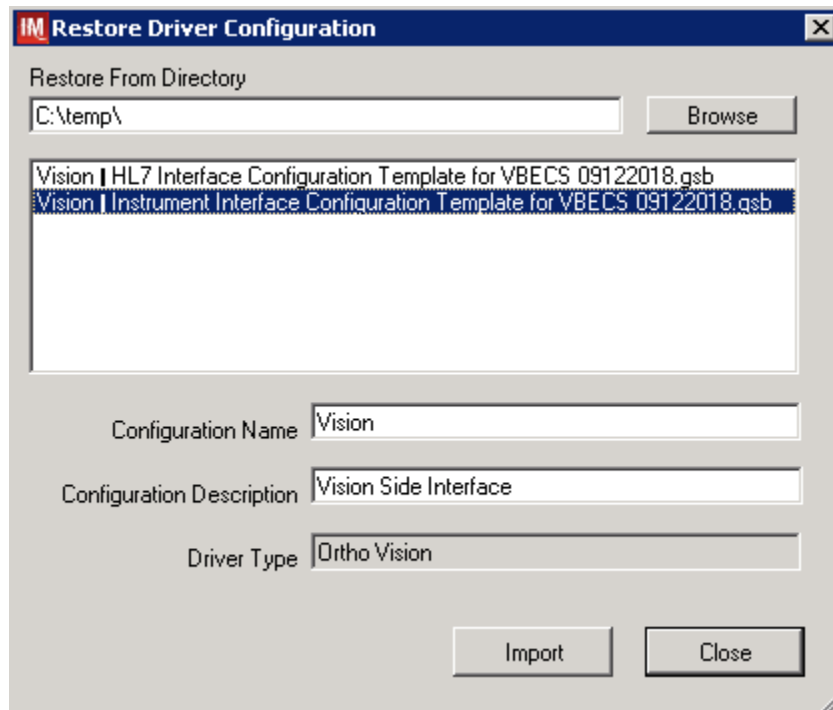 IM Restore Driver Configuration
Restore From Directory
C:\temp\
Browse
Vision | HL7 Interface Configuration Template for VBECS 09122018.gsb
Vision | Instrument Interface Configuration Template for VBECS 09122018.gsb
Configuration Name Vision
Configuration Description Vision Side Interface
Driver Type Ortho Vision
Import Close